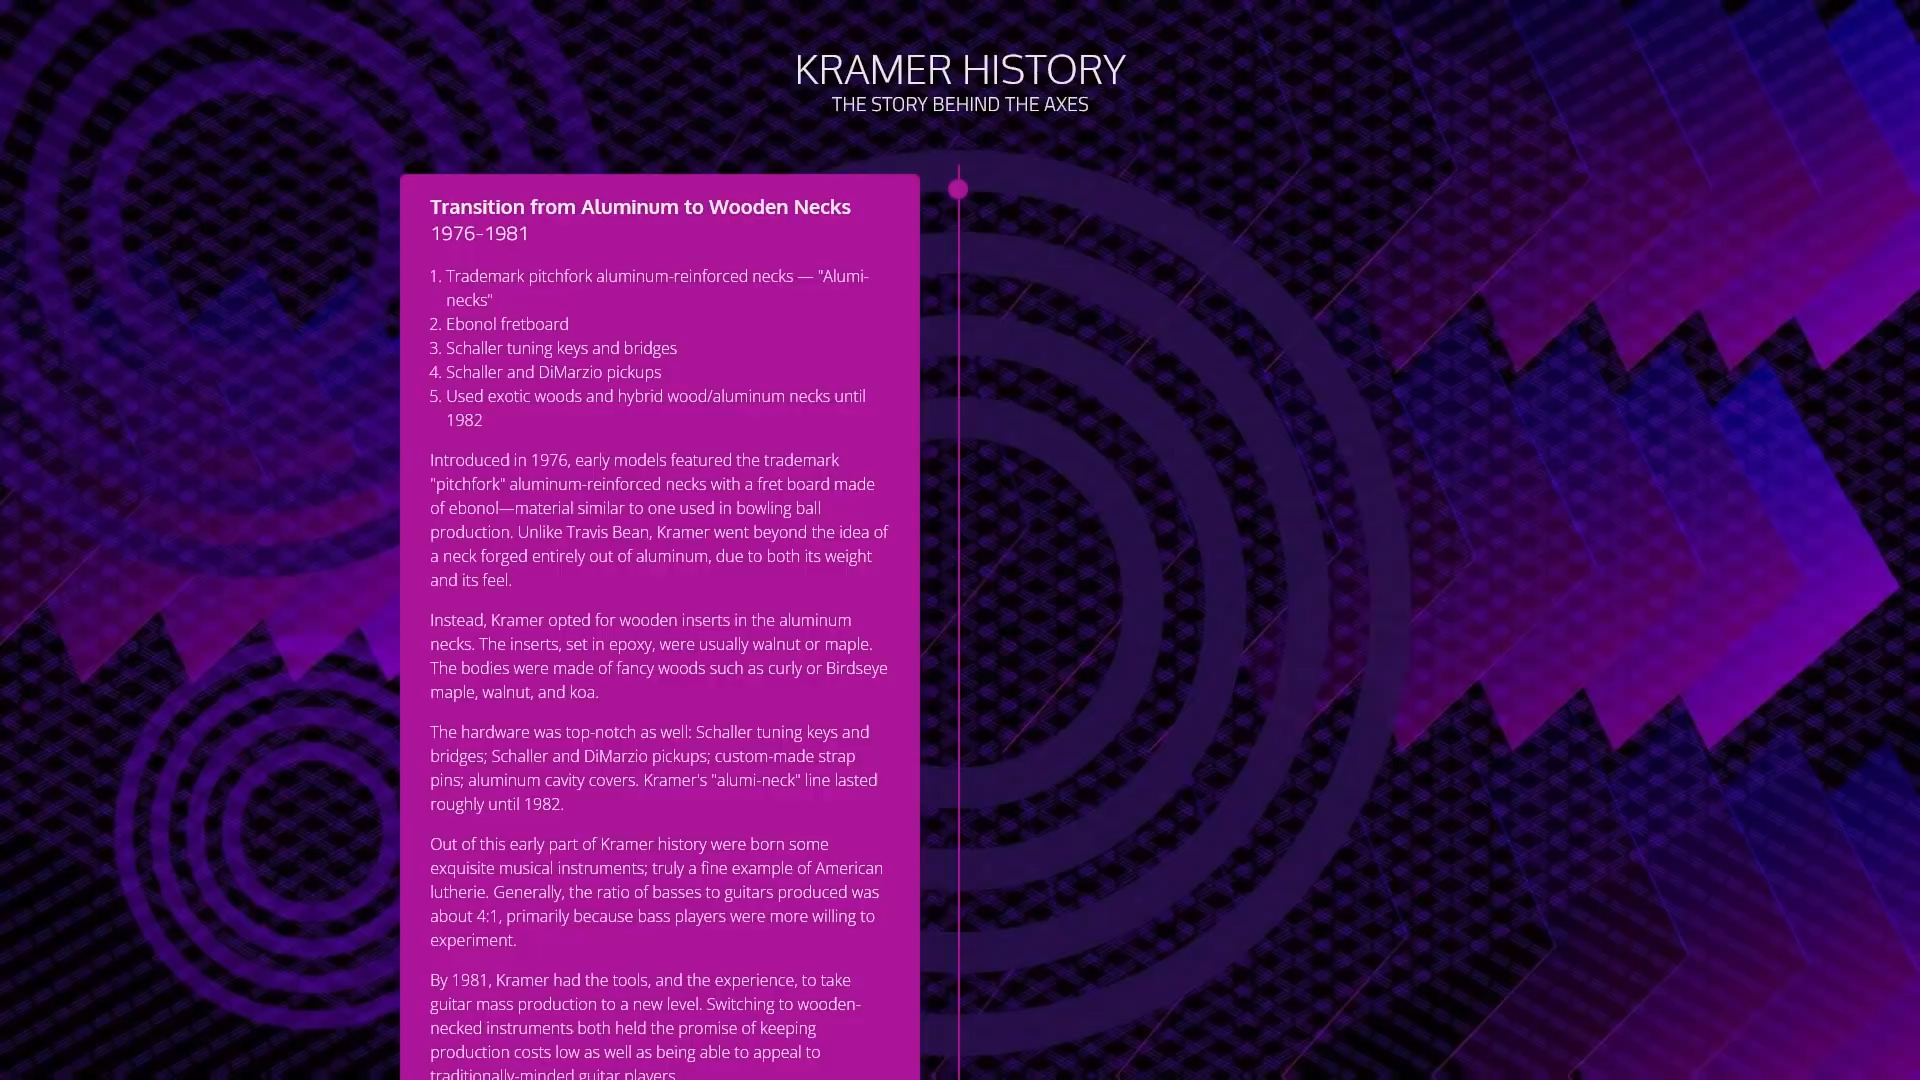 KRAMER HISTORY
THE STORY BEHIND THE AXES
Transition from Aluminum to Wooden Necks
1976-1981
1. Trademark pitchfork aluminum-reinforced necks — "Alumi-
necks"
2. Ebonol fretboard
3. Schaller tuning keys and bridges
4. Schaller and DiMarzio pickups
5. Used exotic woods and hybrid wood/aluminum necks until
1982
Introduced in 1976, early models featured the trademark
"pitchfork" aluminum-reinforced necks with a fret board made
of ebonol—material similar to one used in bowling ball
production. Unlike Travis Bean, Kramer went beyond the idea of
a neck forged entirely out of aluminum, due to both its weight
and its feel.
Instead, Kramer opted for wooden inserts in the aluminum
necks. The inserts, set in epoxy, were usually walnut or maple.
The bodies were made of fancy woods such as curly or Birdseye
maple, walnut, and koa.
The hardware was top-notch as well: Schaller tuning keys and
bridges; Schaller and DiMarzio pickups; custom-made strap
pins; aluminum cavity covers. Kramer's "alumi-neck" line lasted
roughly until 1982.
Out of this early part of Kramer history were born some
exquisite musical instruments; truly a fine example of American
lutherie. Generally, the ratio of basses to guitars produced was
about 4:1, primarily because bass players were more willing to
experiment.
By 1981, Kramer had the tools, and the experience, to take
guitar mass production to a new level. Switching to wooden-
necked instruments both held the promise of keeping
production costs low as well as being able to appeal to
traditionally-minded guitar players.